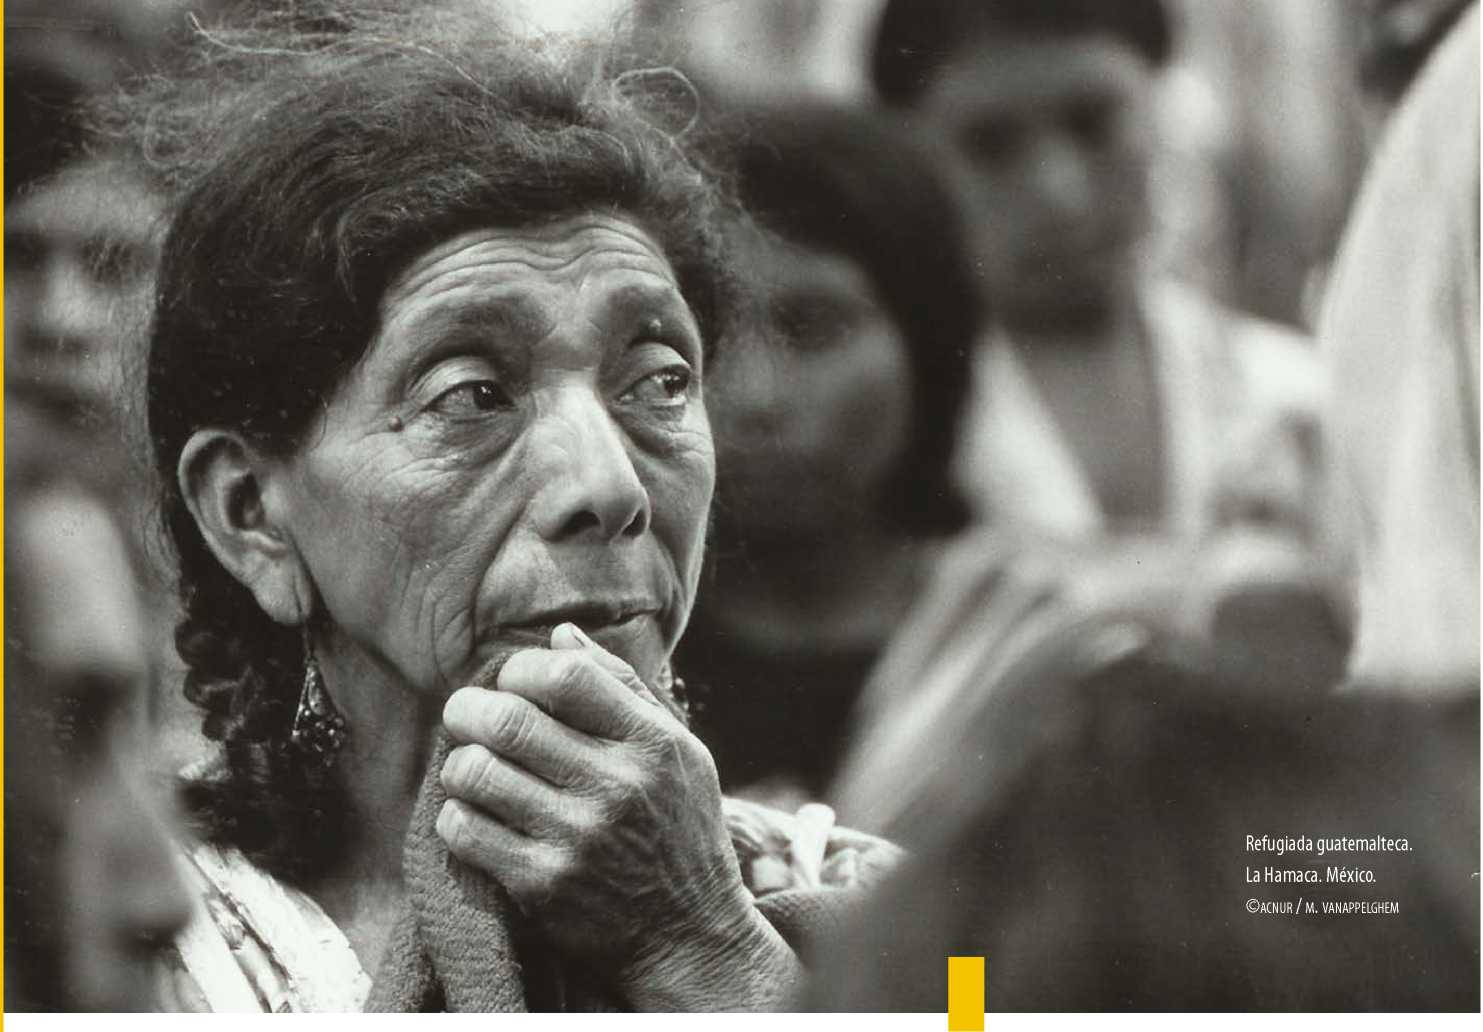 Refugiada guatemalteca.
La Hamaca. México.
©ACNUR / M. VANAPPELGHEM